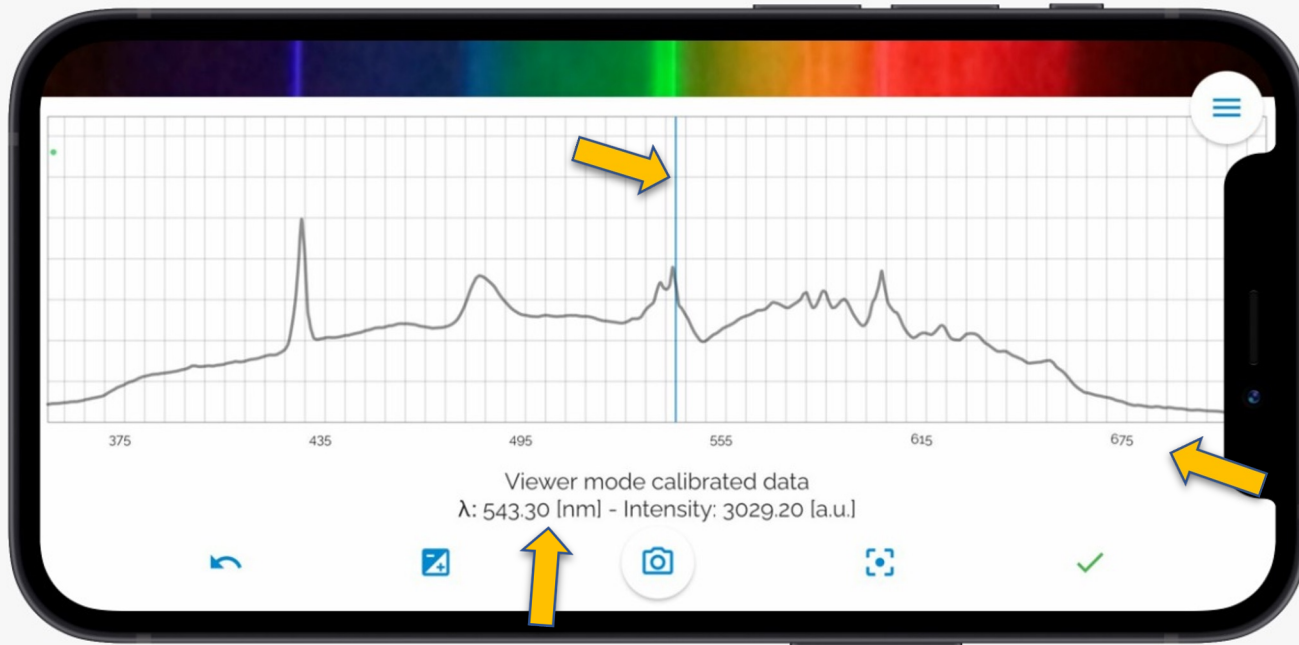 375 435 495 555 615 675
Viewer mode calibrated data
λ: 543.30 [nm] - Intensity: 3029.20 [a.u.]